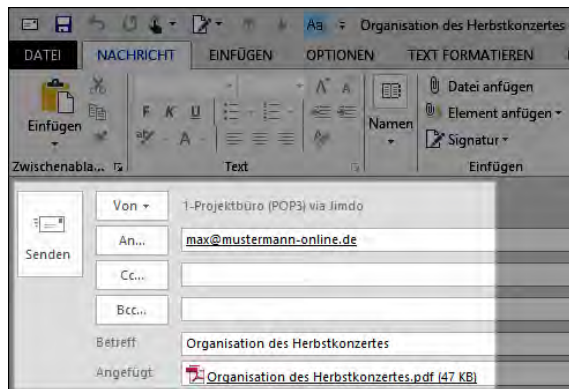 Organisation des Herbstkonzertes
DATEI NACHRICHT EINFÜGEN OPTIONEN TEXT FORMATIEREN
Einfügen
F K U
Namen
Datei anfügen
Element anfügen
Signatur
Zwischenabla... Text Einfügen
Senden
Von 1-Projektbüro (POP3) via Jimdo
An... max@mustermann-online.de
Cc...
Bcc...
Betreff Organisation des Herbstkonzertes
Angefügt Organisation des Herbstkonzertes.pdf (47 KB)